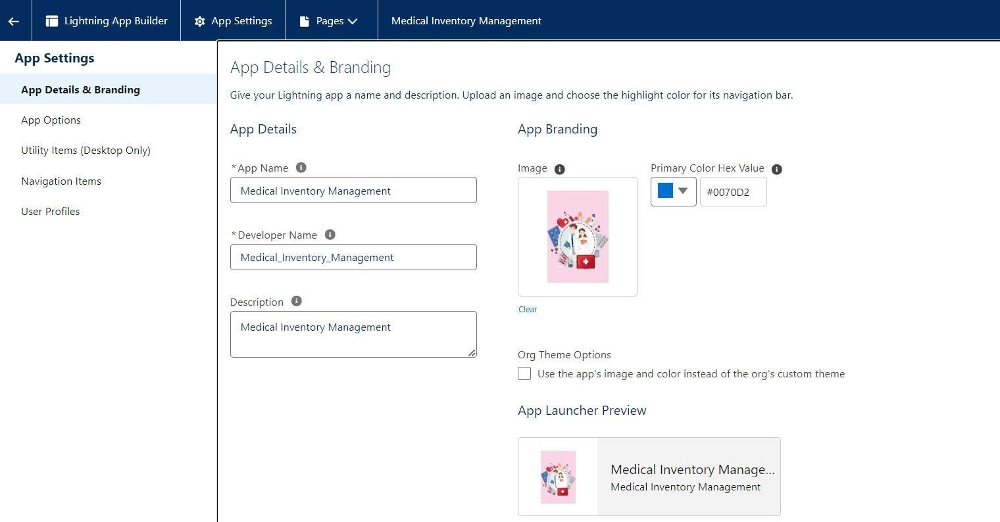 Lightning App Builder
App Settings
Pages
Medical Inventory Management
App Settings
App Details & Branding
App Options
Utility Items (Desktop Only)
Navigation Items
User Profiles
App Details & Branding
Give your Lightning app a name and description. Upload an image and choose the highlight color for its navigation bar.
App Details
* App Name
Medical Inventory Management
* Developer Name
Medical_Inventory_Management
Description
Medical Inventory Management
App Branding
Image
Primary Color Hex Value
#0070D2
Clear
Org Theme Options
Use the app's image and color instead of the org's custom theme
App Launcher Preview
Medical Inventory Manage...
Medical Inventory Management